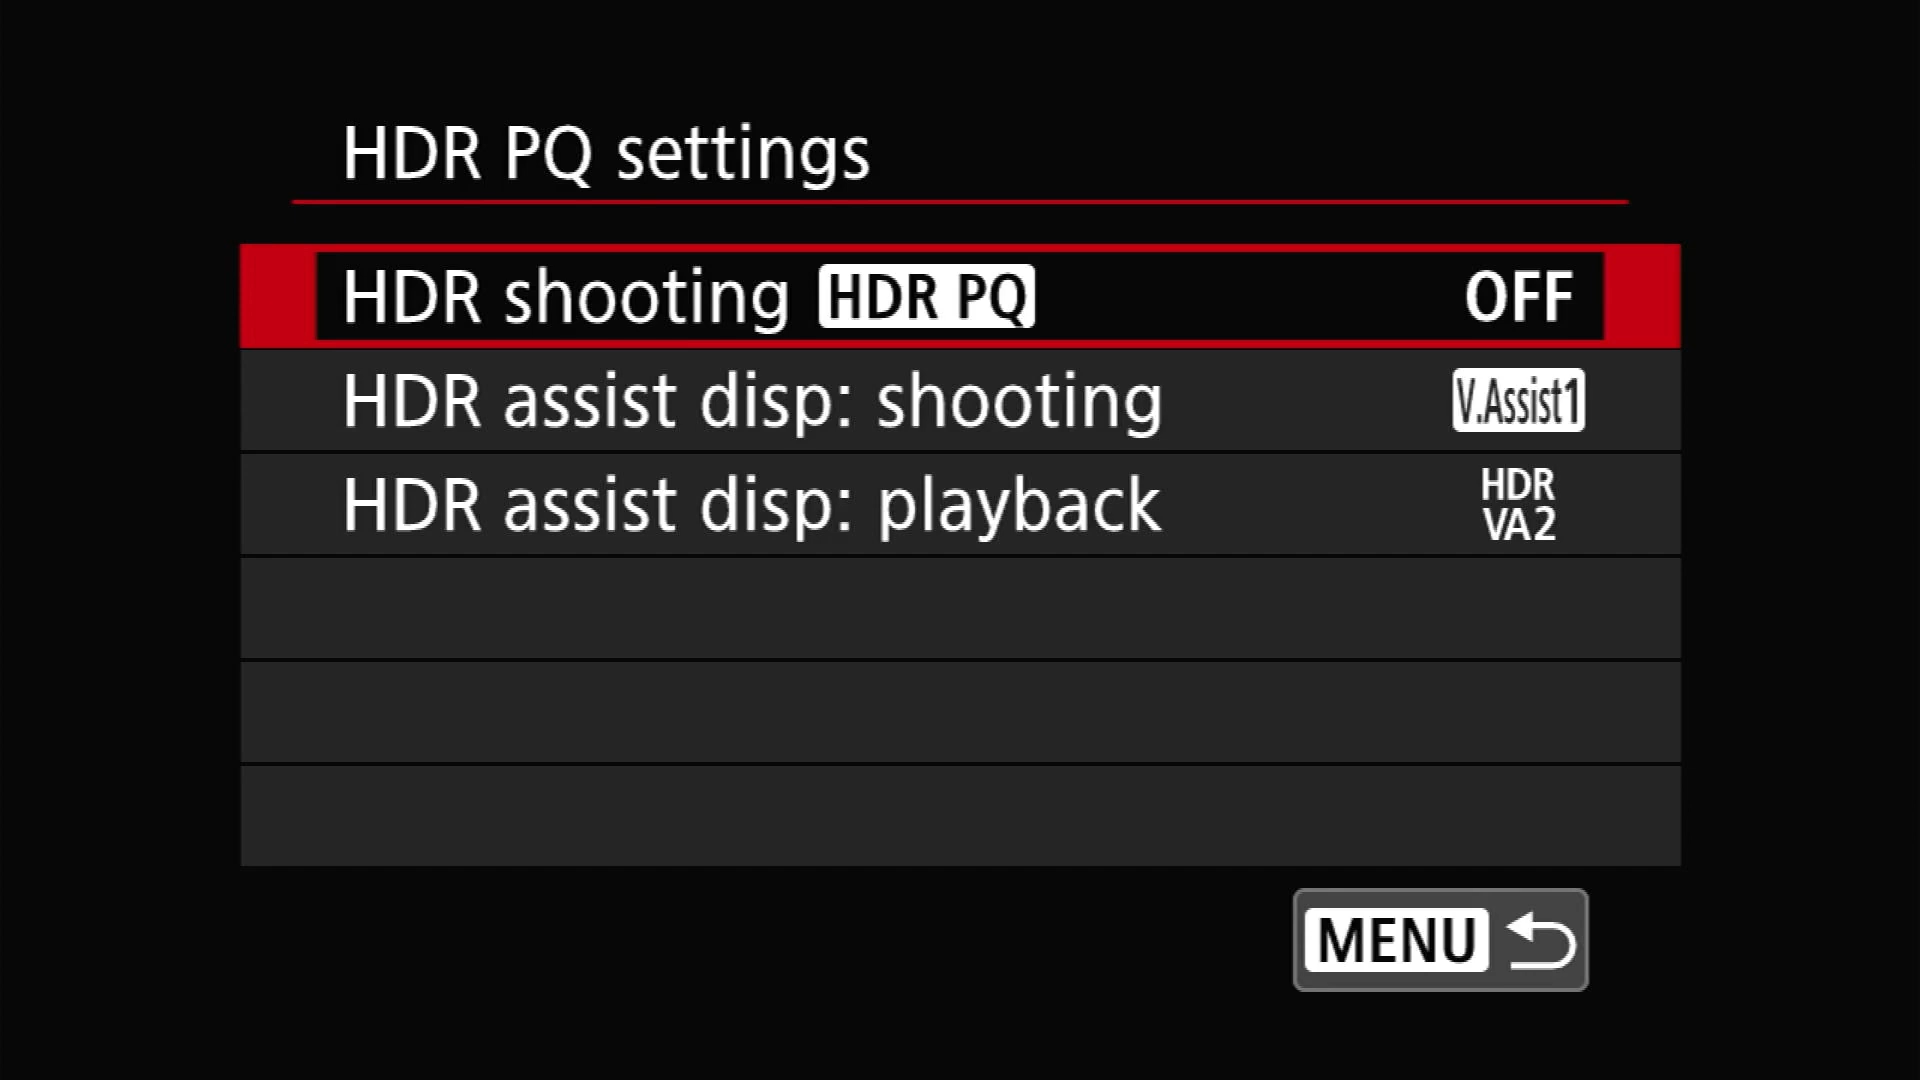 HDR PQ settings
HDR shooting HDR PQ OFF
HDR assist disp: shooting V.Assist1
HDR assist disp: playback HDR VA2
MENU